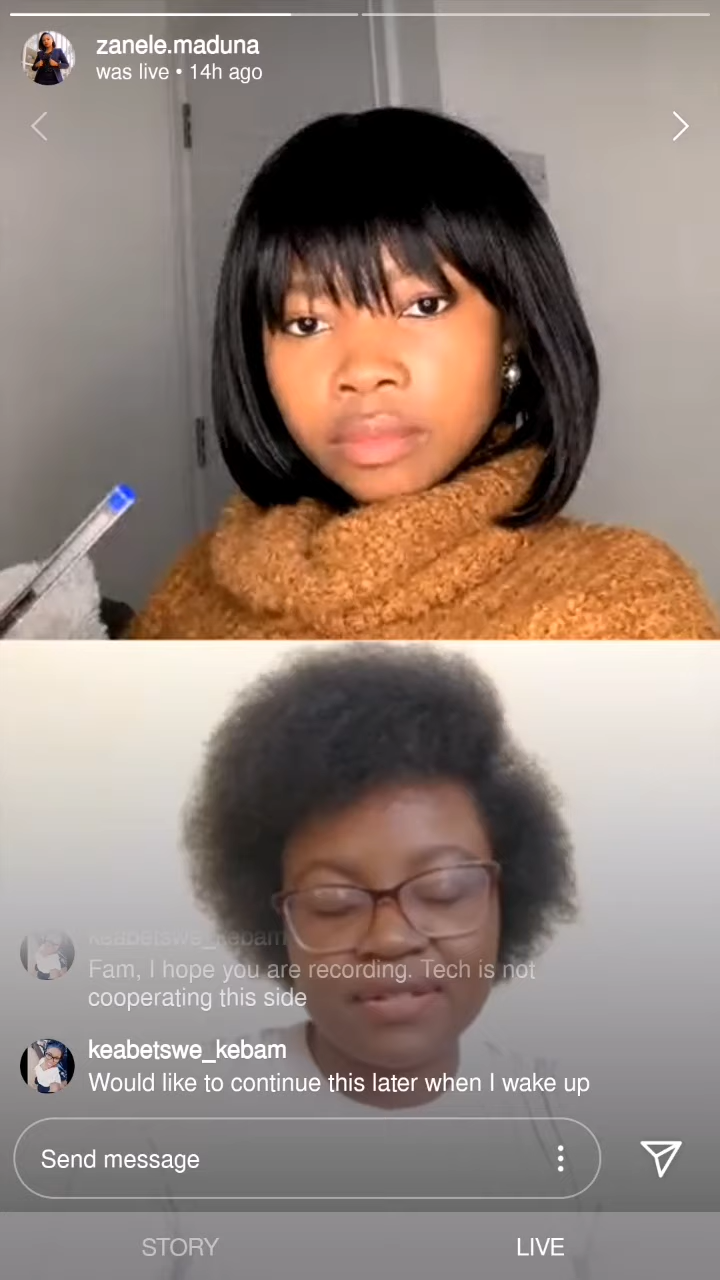 zanele.maduna
was live • 14h ago
keabetswe_kebam
Fam, I hope you are recording. Tech is not
cooperating this side
keabetswe_kebam
Would like to continue this later when I wake up
Send message
STORY
LIVE